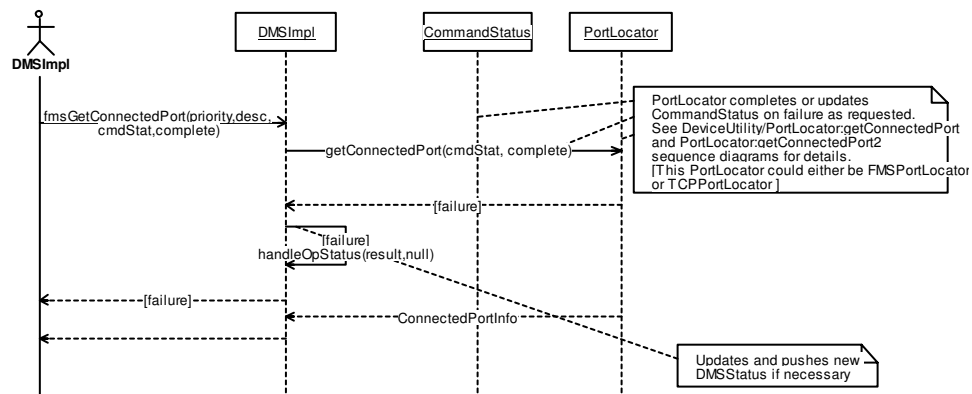 DMSImpl
CommandStatus
PortLocator
DMSImpl
fmsGetConnectedPort(priority,desc,
cmdStat,complete)
PortLocator completes or updates
CommandStatus on failure as requested.
See DeviceUtility/PortLocator:getConnectedPort
and PortLocator:getConnectedPort2
sequence diagrams for details.
[This PortLocator could either be FMSPortLocator
or TCPPortLocator ]
getConnectedPort(cmdStat, complete)
[failure]
[failure]
handleOpStatus(result,null)
[failure]
ConnectedPortInfo
Updates and pushes new
DMSStatus if necessary